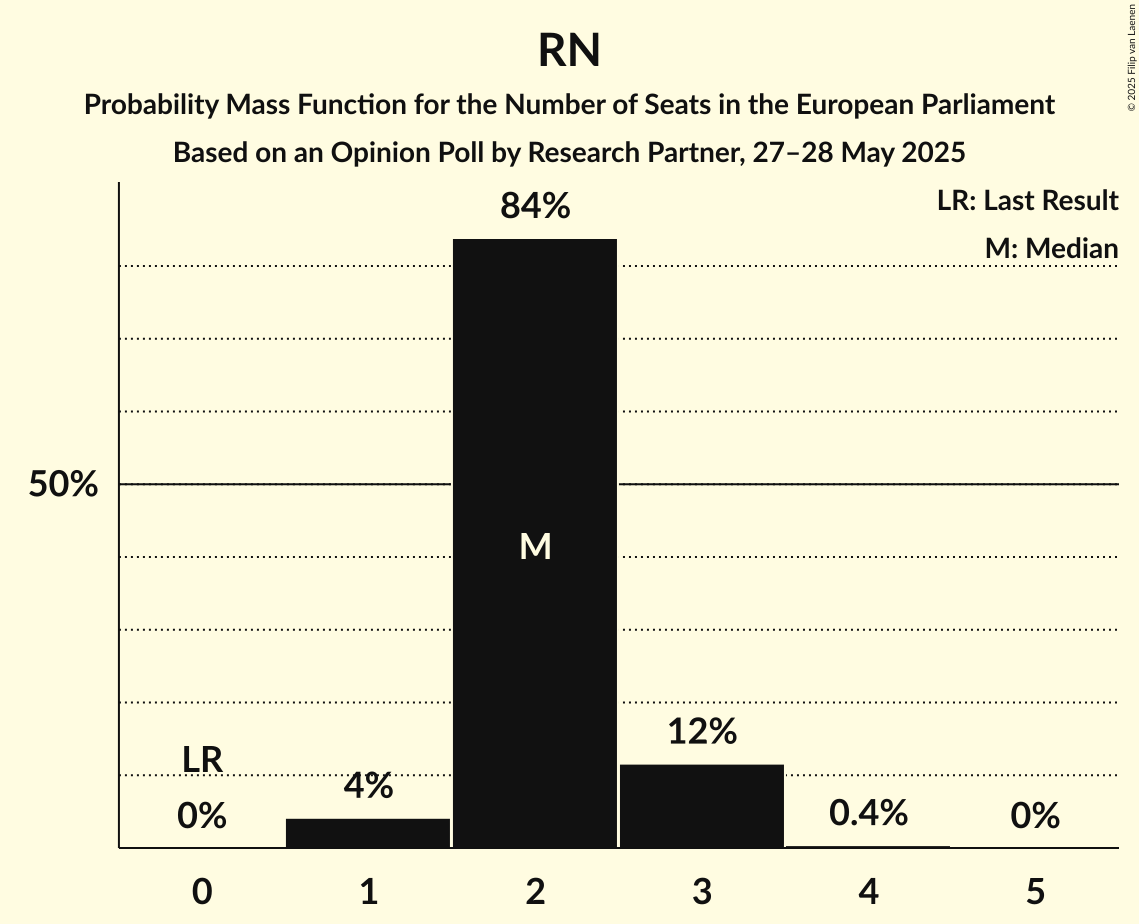 RN
Probability Mass Function for the Number of Seats in the European Parliament
Based on an Opinion Poll by Research Partner, 27–28 May 2025
© 2025 Filip van Laenen
LR: Last Result
M: Median
84%
50%
M
12%
LR
4%
0%
0.4%
0%
0 1 2 3 4 5